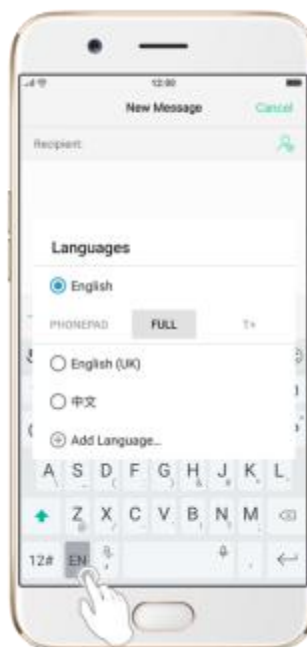 12:00
New Message Cancel
Recipient:
Languages
English
PHONEPAD FULL T+
English (UK)
中文
Add Language...
A S D F G H J K L
Z X C V B N M
12# EN , .